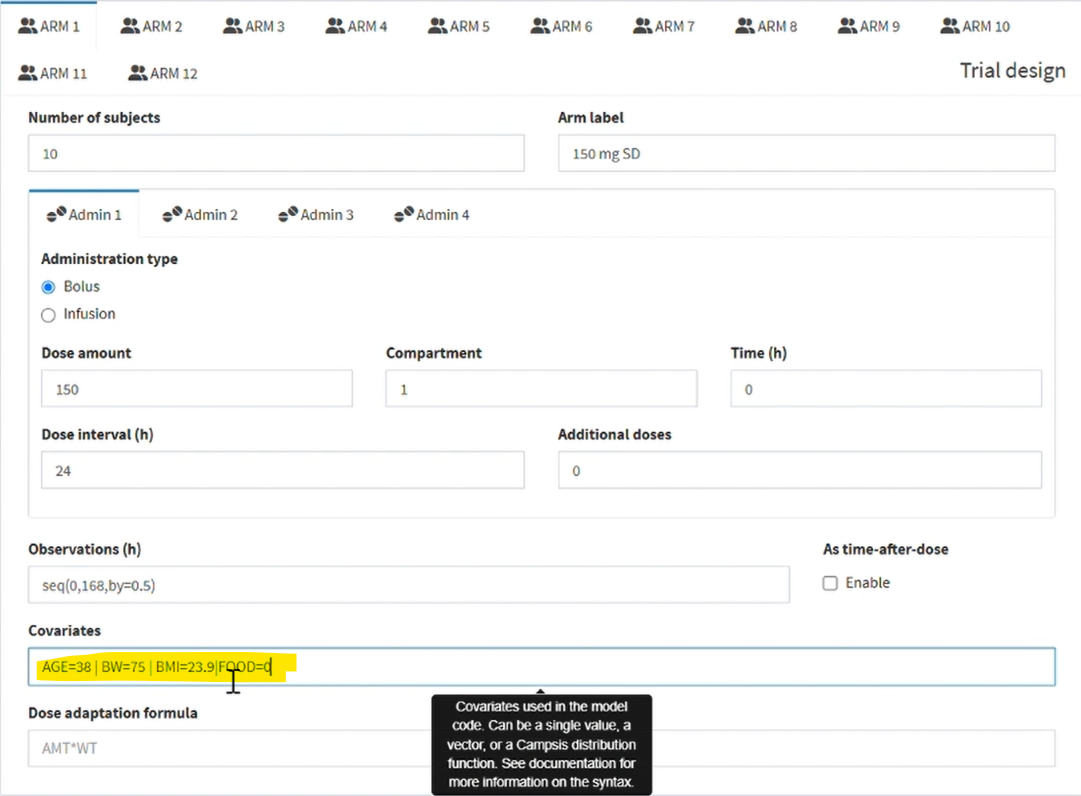 ARM 1 ARM 2 ARM 3 ARM 4 ARM 5 ARM 6 ARM 7 ARM 8 ARM 9 ARM 10
ARM 11 ARM 12 Trial design
Number of subjects Arm label
10 150 mg SD
Admin 1 Admin 2 Admin 3 Admin 4
Administration type
Bolus
Infusion
Dose amount Compartment Time (h)
150 1 0
Dose interval (h) Additional doses
24 0
Observations (h) As time-after-dose
seq(0,168,by=0.5) Enable
Covariates
AGE=38 | BW=75 | BMI=23.9|FOOD=0
Covariates used in the model
code. Can be a single value, a
vector, or a Campsis distribution
function. See documentation for
more information on the syntax.
Dose adaptation formula
AMT*WT